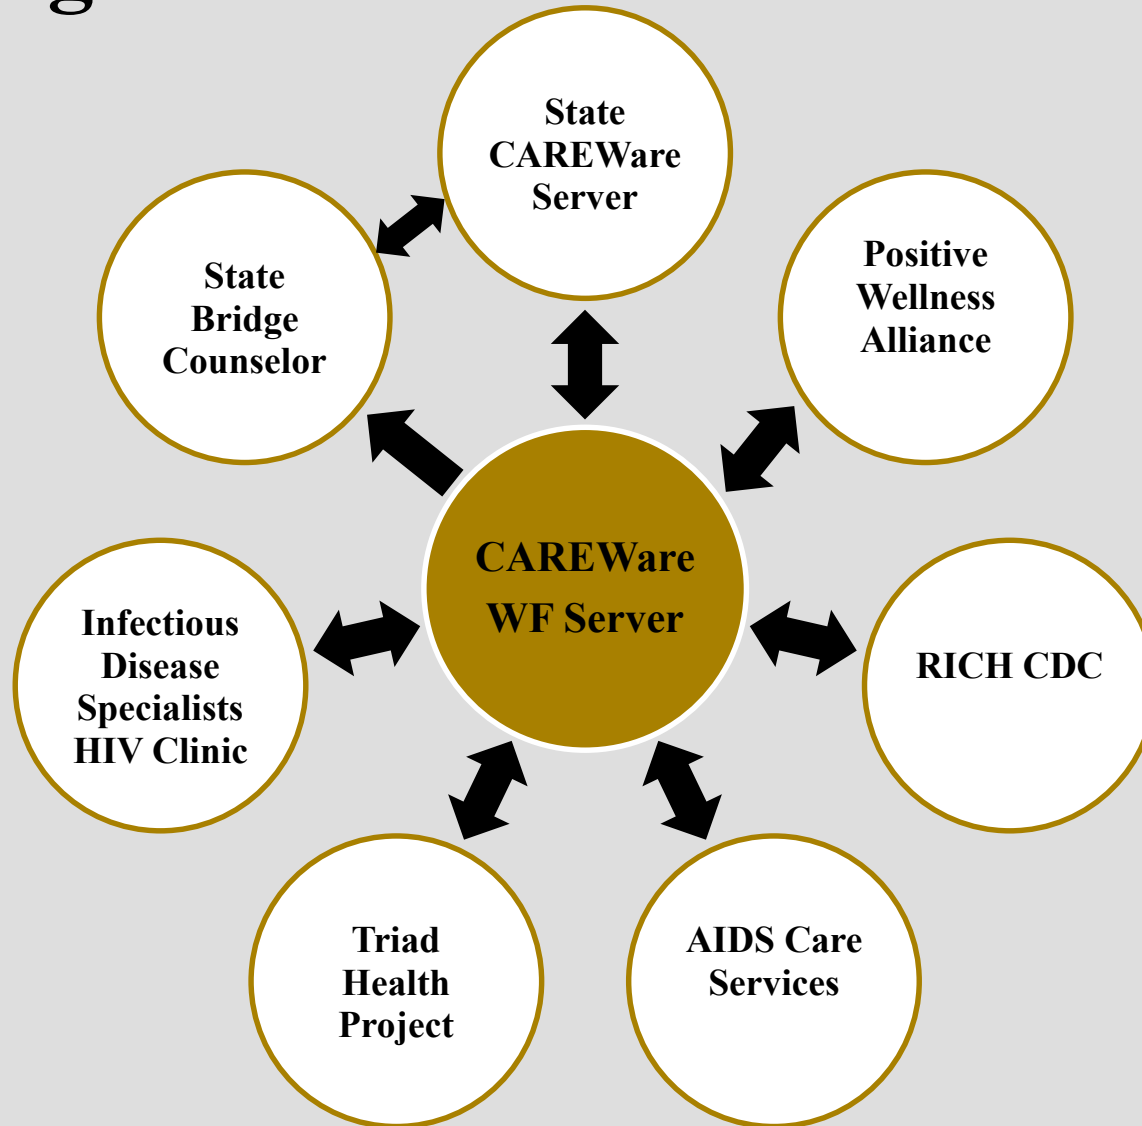 g
State
CAREWare
Server
State
Bridge
Counselor
Positive
Wellness
Alliance
CAREWare
WF Server
Infectious
Disease
Specialists
HIV Clinic
RICH CDC
Triad
Health
Project
AIDS Care
Services